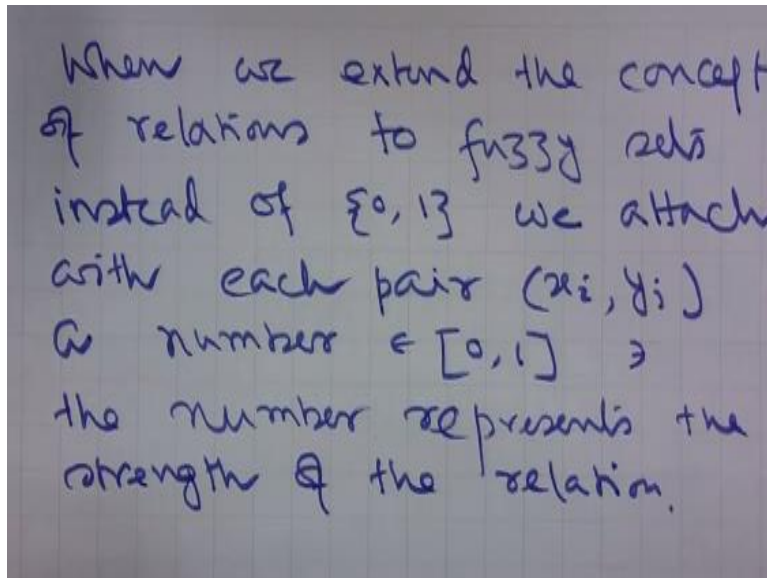 When we extend the concept
of relations to fuzzy sets
instead of {0, 1} we attach
with each pair (xi, yj)
a number ∈ [0, 1] ∋
the number represents the
strength of the relation.